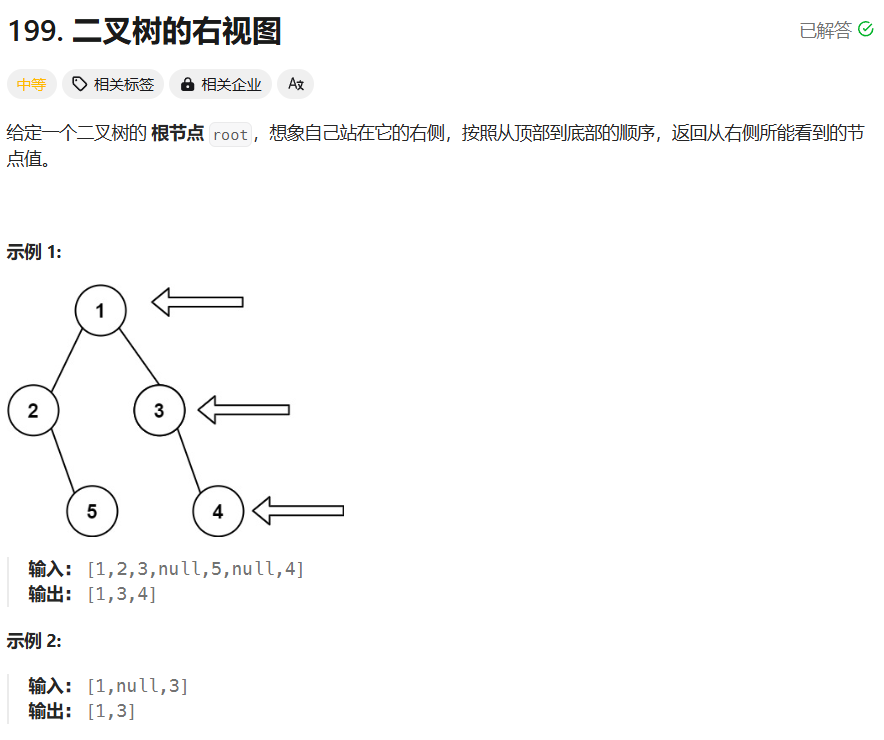 199. 二叉树的右视图
已解答
中等 相关标签 相关企业 A文
给定一个二叉树的 根节点 root，想象自己站在它的右侧，按照从顶部到底部的顺序，返回从右侧所能看到的节
点值。
示例 1:
1
2 3
5 4
输入: [1,2,3,null,5,null,4]
输出: [1,3,4]
示例 2:
输入: [1,null,3]
输出: [1,3]